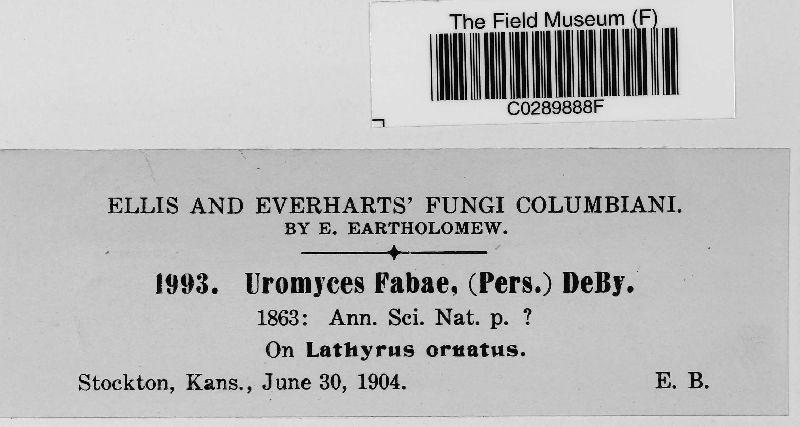 The Field Museum (F)
C0289888F
ELLIS AND EVERHARTS' FUNGI COLUMBIANI.
BY E. EARTHOLOMEW.
1993. Uromyces Fabae, (Pers.) DeBy.
1863: Ann. Sci. Nat. p. ?
On Lathyrus ornatus.
Stockton, Kans., June 30, 1904. E. B.